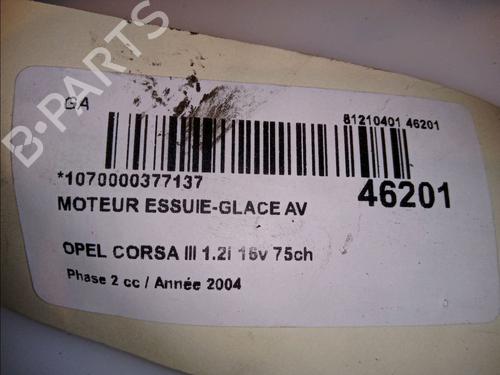 B-PARTS
GA
81210401 46201
*1070000377137
46201
MOTEUR ESSUIE-GLACE AV
OPEL CORSA III 1.2i 16v 75ch
Phase 2 cc / Année 2004